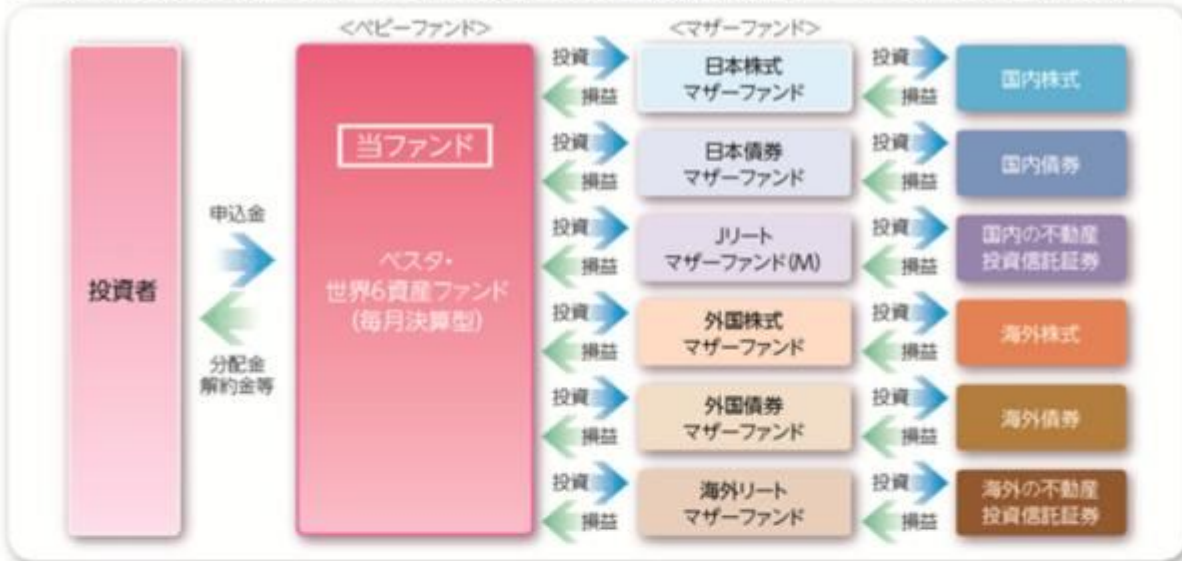 <ベビーファンド>
<マザーファンド>
投資者
申込金
分配金
解約金等
当ファンド
ベスタ・
世界6資産ファンド
(毎月決算型)
投資
損益
日本株式
マザーファンド
投資
損益
国内株式
投資
損益
日本債券
マザーファンド
投資
損益
国内債券
投資
損益
Jリート
マザーファンド(M)
投資
損益
国内の不動産
投資信託証券
投資
損益
外国株式
マザーファンド
投資
損益
海外株式
投資
損益
外国債券
マザーファンド
投資
損益
海外債券
投資
損益
海外リート
マザーファンド
投資
損益
海外の不動産
投資信託証券